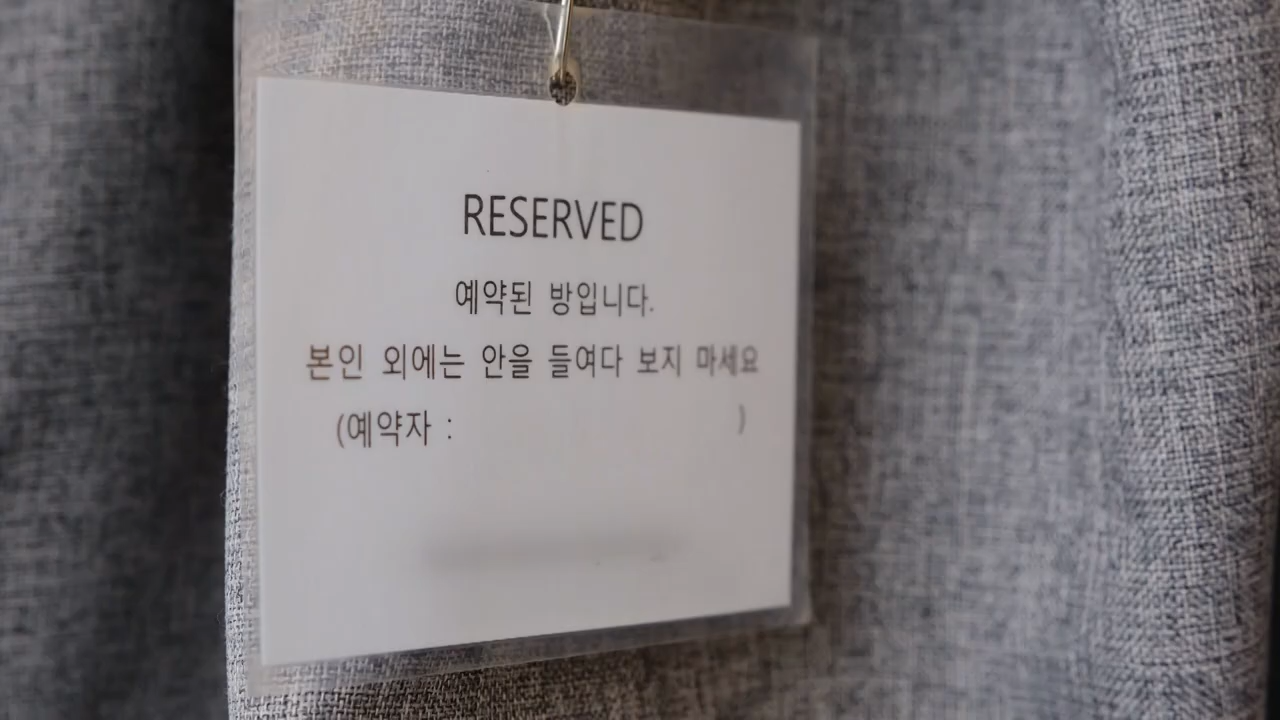 RESERVED
예약된 방입니다.
본인 외에는 안을 들여다 보지 마세요
(예약자 : )